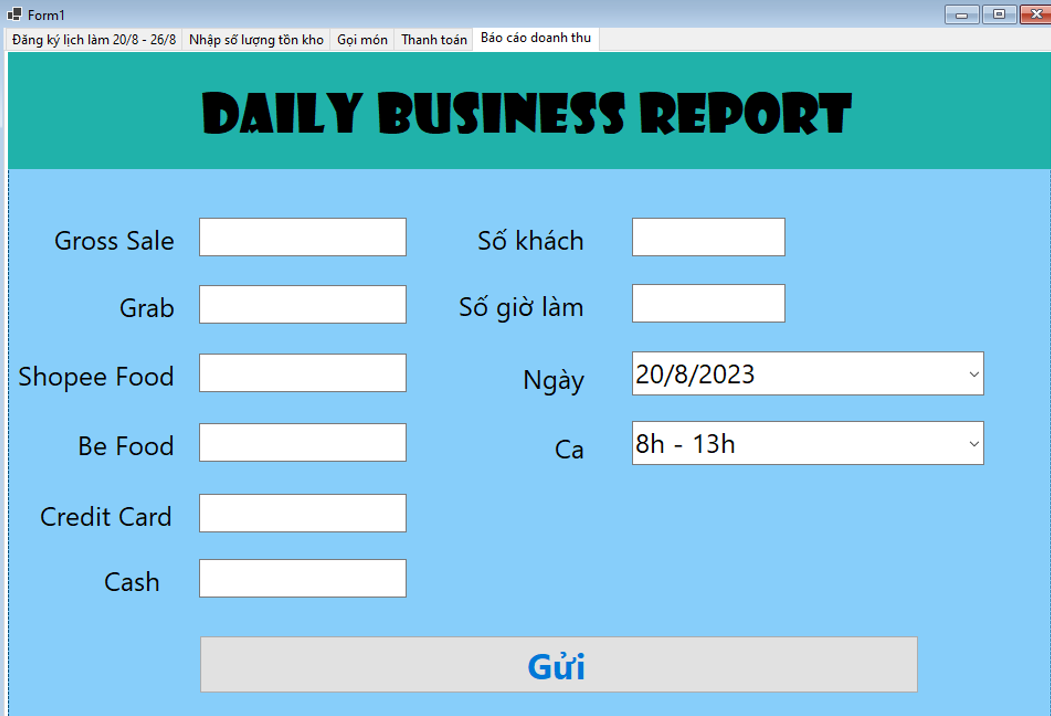 Form1
Đăng ký lịch làm 20/8 - 26/8 Nhập số lượng tồn kho Gọi món Thanh toán Báo cáo doanh thu
DAILY BUSINESS REPORT
Gross Sale Số khách
Grab Số giờ làm
Shopee Food Ngày 20/8/2023
Be Food Ca 8h - 13h
Credit Card
Cash
Gửi